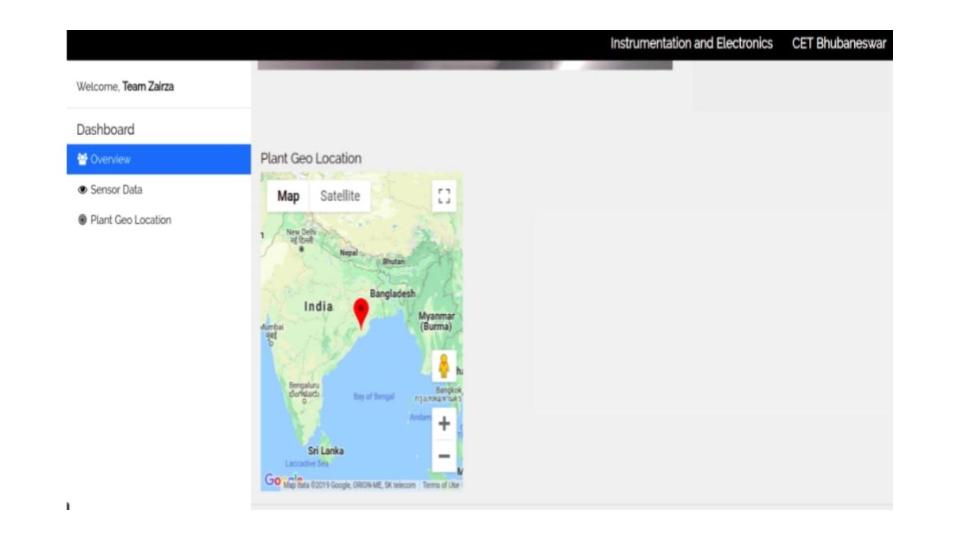 Instrumentation and Electronics CET Bhubaneswar
Welcome, Team Zairza
Dashboard
Overview
Sensor Data
Plant Geo Location
Plant Geo Location
Map Satellite
New Delhi
Nepal
Bhutan
Bangladesh
India
Myanmar
(Burma)
Mumbai
Bengaluru
Bay of Bengal
Bangkok
Andam
Sri Lanka
Laccadive Sea
Google
Map data ©2019 Google, ORION-ME, SK telecom Terms of Use